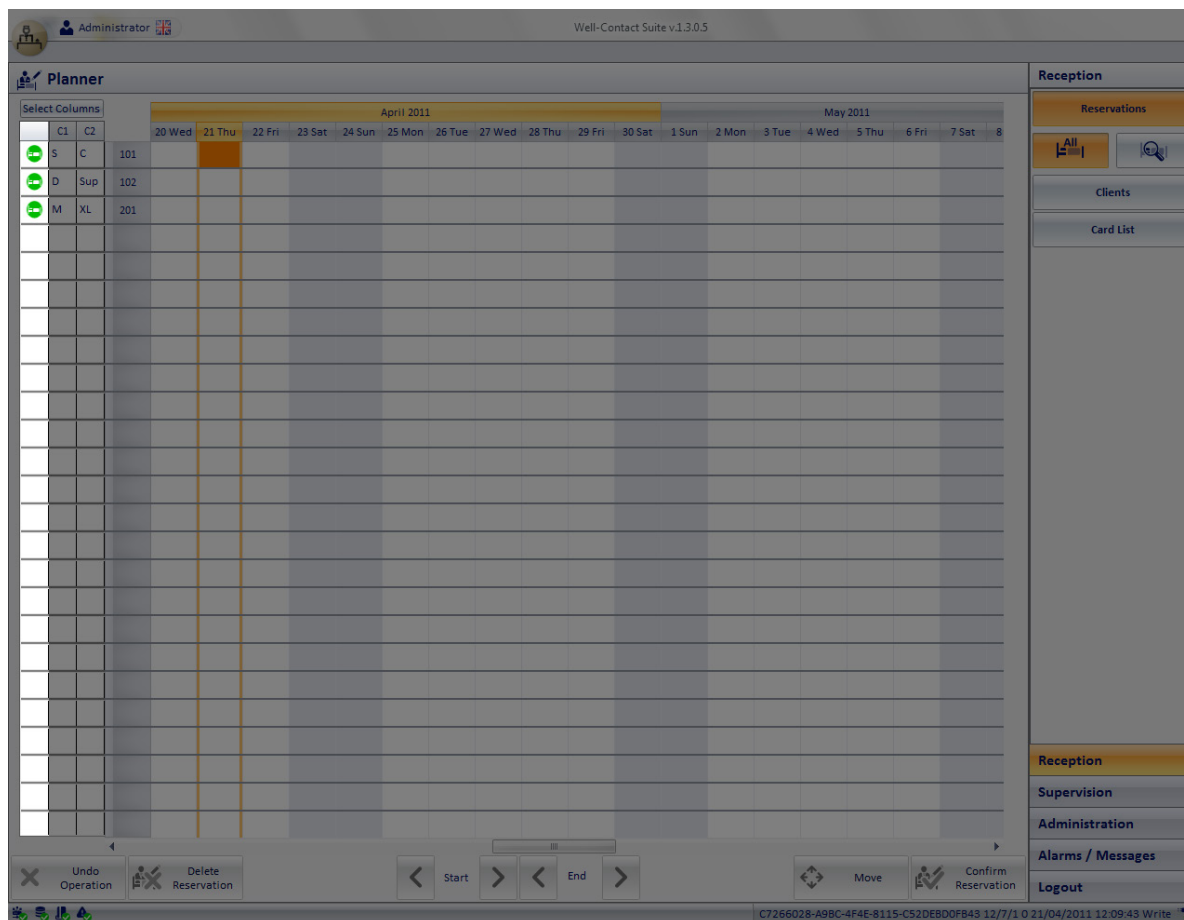 Administrator
Well-Contact Suite v.1.3.0.5
Planner
Reception
Select Columns
April 2011
May 2011
Reservations
C1 C2
20 Wed 21 Thu 22 Fri 23 Sat 24 Sun 25 Mon 26 Tue 27 Wed 28 Thu 29 Fri 30 Sat 1 Sun 2 Mon 3 Tue 4 Wed 5 Thu 6 Fri 7 Sat 8
S C 101
All
D Sup 102
Clients
M XL 201
Card List
Reception
Supervision
Administration
Alarms / Messages
Logout
Undo
Operation
Delete
Reservation
Start
End
Move
Confirm
Reservation
C7266028-A9BC-4F4E-8115-C52DEBD0FB43 12/7/1 0 21/04/2011 12:09:43 Write